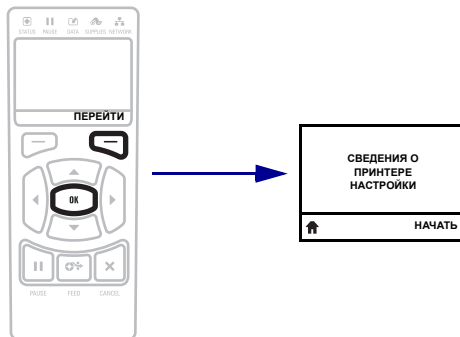 STATUS PAUSE DATA SUPPLIES NETWORK
ПЕРЕЙТИ
OK
PAUSE FEED CANCEL
СВЕДЕНИЯ О
ПРИНТЕРЕ
НАСТРОЙКИ
НАЧАТЬ